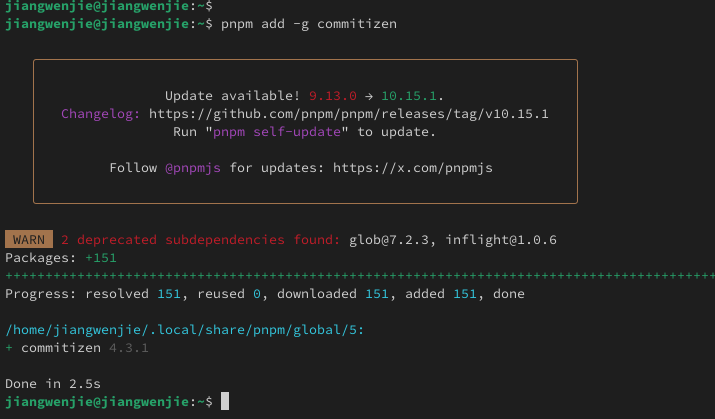 jiangwenjie@jiangwenjie:~$
jiangwenjie@jiangwenjie:~$ pnpm add -g commitizen
Update available! 9.13.0 → 10.15.1.
Changelog: https://github.com/pnpm/pnpm/releases/tag/v10.15.1
Run "pnpm self-update" to update.
Follow @pnpmjs for updates: https://x.com/pnpmjs
WARN 2 deprecated subdependencies found: glob@7.2.3, inflight@1.0.6
Packages: +151
+++++++++++++++++++++++++++++++++++++++++++++++++++++++++++++++++++++++++++++++++++++++++
Progress: resolved 151, reused 0, downloaded 151, added 151, done
/home/jiangwenjie/.local/share/pnpm/global/5:
+ commitizen 4.3.1
Done in 2.5s
jiangwenjie@jiangwenjie:~$